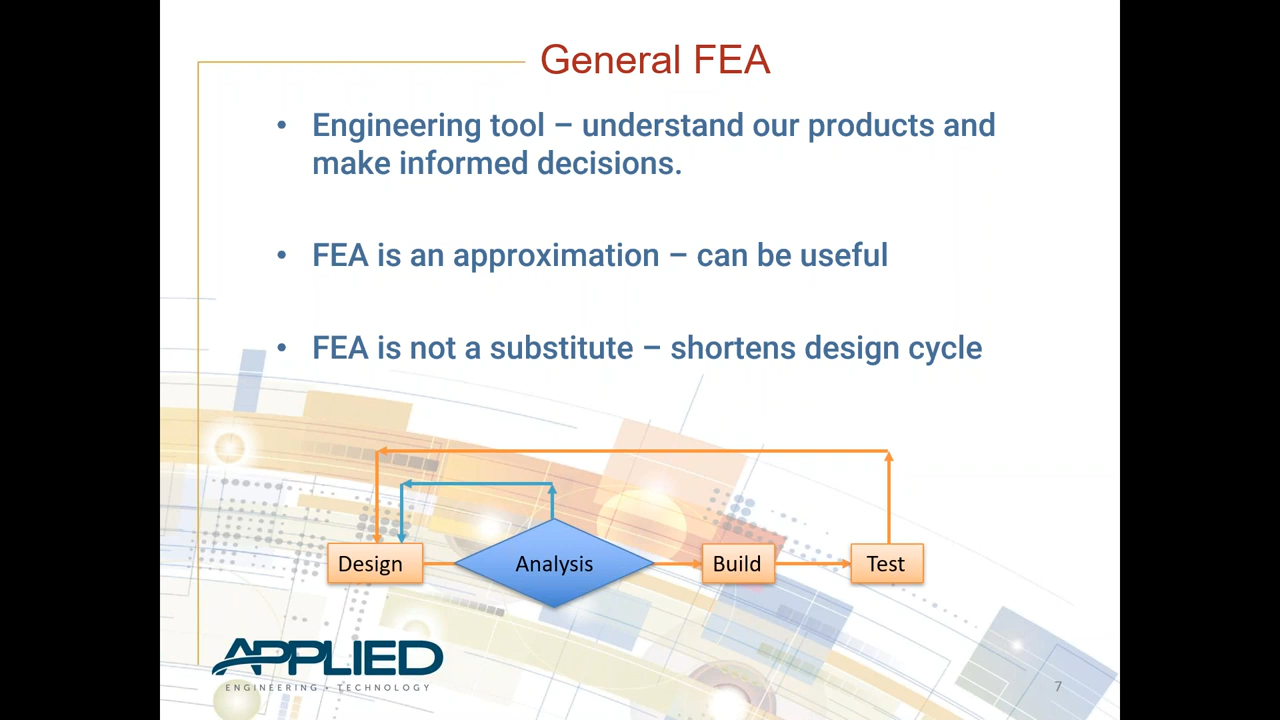 General FEA
• Engineering tool – understand our products and
make informed decisions.
• FEA is an approximation – can be useful
• FEA is not a substitute – shortens design cycle
Design
Analysis
Build
Test
APPLIED
ENGINEERING • TECHNOLOGY
7